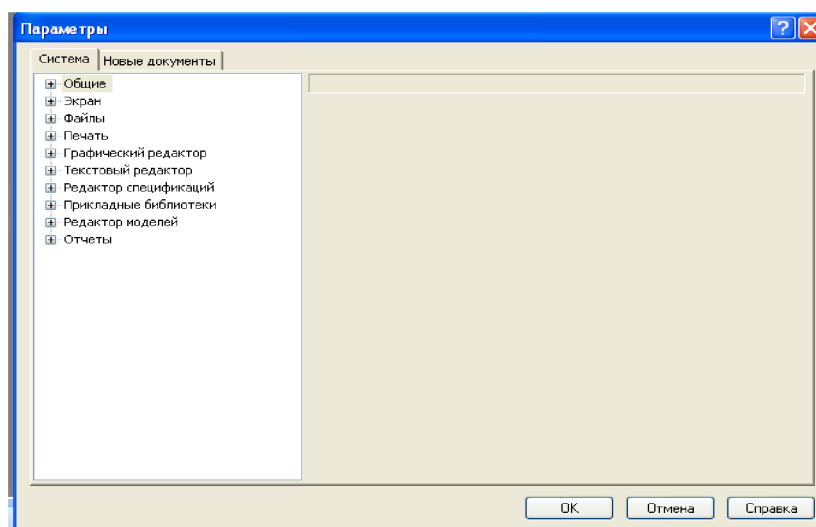 Параметры
Система Новые документы
Общие
Экран
Файлы
Печать
Графический редактор
Текстовый редактор
Редактор спецификаций
Прикладные библиотеки
Редактор моделей
Отчеты
ОК Отмена Справка